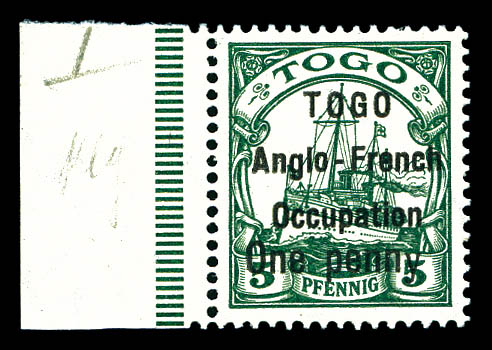 TOGO
TOGO
Anglo-French
Occupation
One penny
5 PFENNIG 5